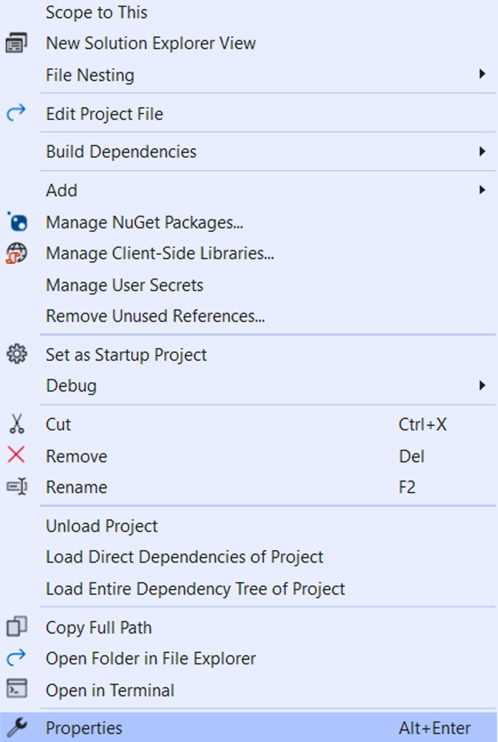 Scope to This
New Solution Explorer View
File Nesting
Edit Project File
Build Dependencies
Add
Manage NuGet Packages...
Manage Client-Side Libraries...
Manage User Secrets
Remove Unused References...
Set as Startup Project
Debug
Cut Ctrl+X
Remove Del
Rename F2
Unload Project
Load Direct Dependencies of Project
Load Entire Dependency Tree of Project
Copy Full Path
Open Folder in File Explorer
Open in Terminal
Properties Alt+Enter